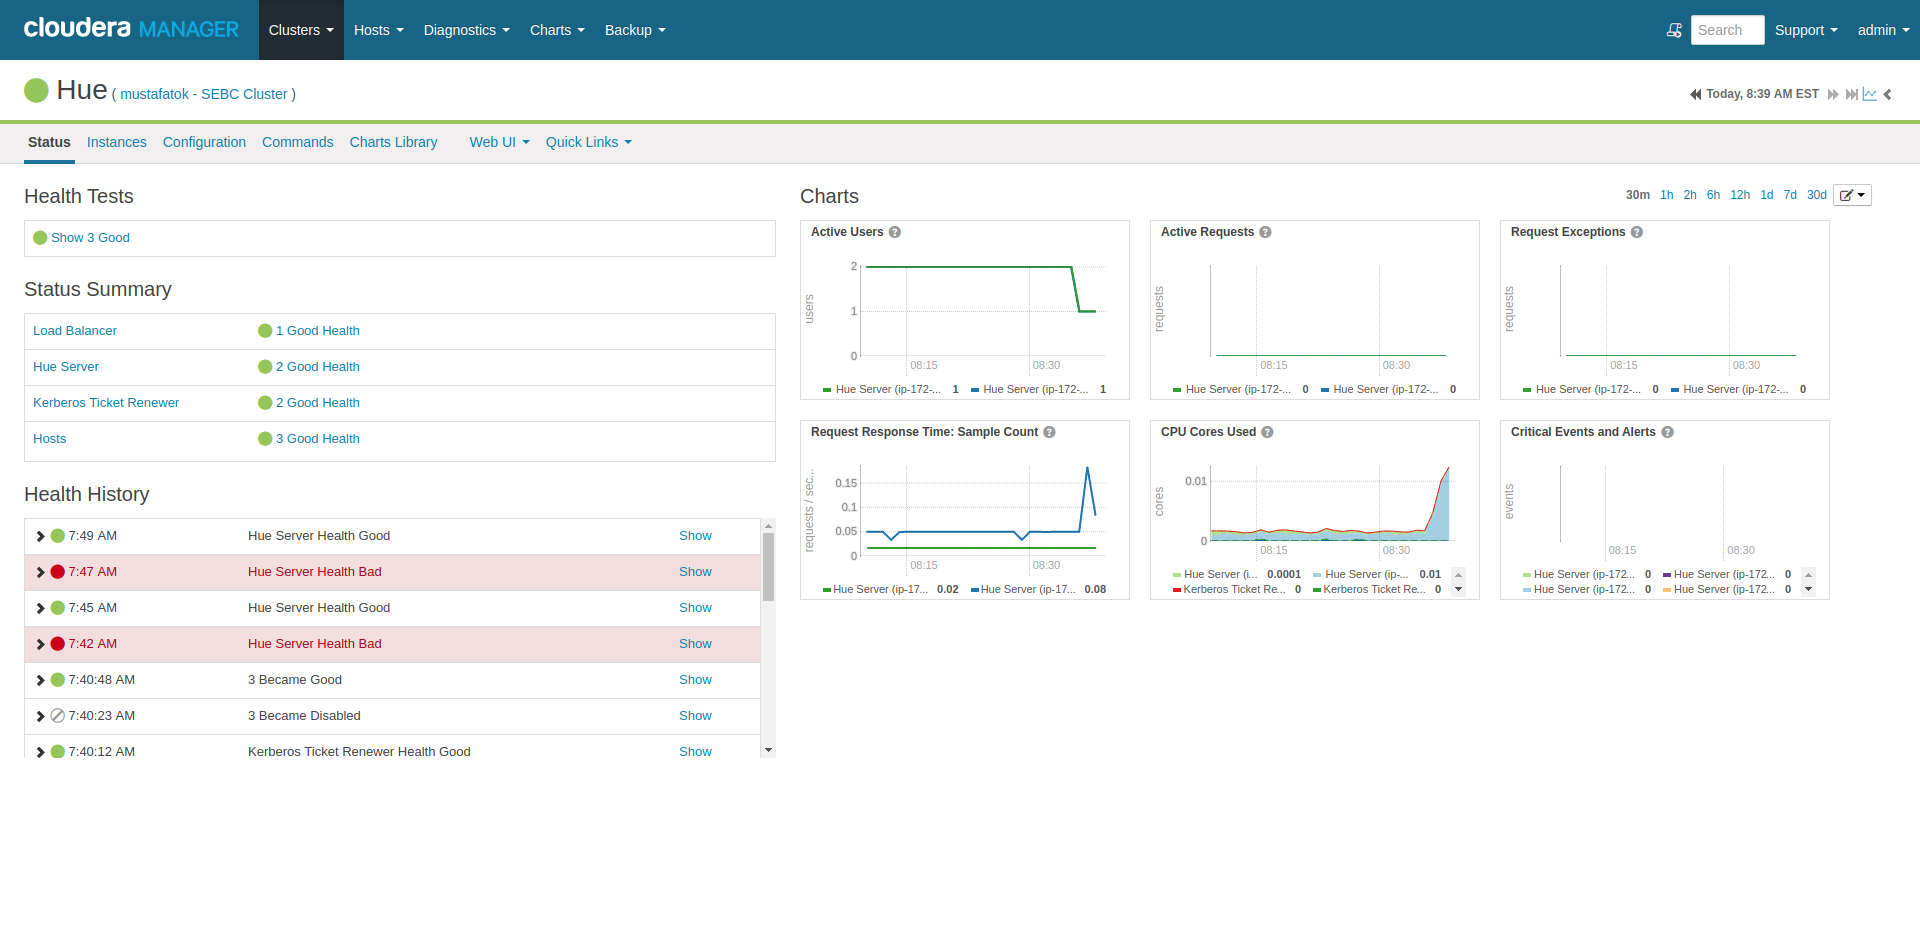 cloudera MANAGER Clusters Hosts Diagnostics Charts Backup Search Support admin
Hue ( mustafatok - SEBC Cluster ) Today, 8:39 AM EST
Status Instances Configuration Commands Charts Library Web UI Quick Links
Health Tests
Show 3 Good
Status Summary
Load Balancer 1 Good Health
Hue Server 2 Good Health
Kerberos Ticket Renewer 2 Good Health
Hosts 3 Good Health
Health History
7:49 AM Hue Server Health Good Show
7:47 AM Hue Server Health Bad Show
7:45 AM Hue Server Health Good Show
7:42 AM Hue Server Health Bad Show
7:40:48 AM 3 Became Good Show
7:40:23 AM 3 Became Disabled Show
7:40:12 AM Kerberos Ticket Renewer Health Good Show
Charts 30m 1h 2h 6h 12h 1d 7d 30d
Active Users ?
users
2
1
0
08:15 08:30
Hue Server (ip-172-... 1 Hue Server (ip-172-... 1
Active Requests ?
requests
08:15 08:30
Hue Server (ip-172-... 0 Hue Server (ip-172-... 0
Request Exceptions ?
requests
08:15 08:30
Hue Server (ip-172-... 0 Hue Server (ip-172-... 0
Request Response Time: Sample Count ?
requests / sec...
0.15
0.1
0.05
0
08:15 08:30
Hue Server (ip-17... 0.02 Hue Server (ip-17... 0.08
CPU Cores Used ?
cores
0.01
0
08:15 08:30
Hue Server (i... 0.0001 Hue Server (ip-... 0.01
Kerberos Ticket Re... 0 Kerberos Ticket Re... 0
Critical Events and Alerts ?
events
08:15 08:30
Hue Server (ip-172... 0 Hue Server (ip-172... 0
Hue Server (ip-172... 0 Hue Server (ip-172... 0